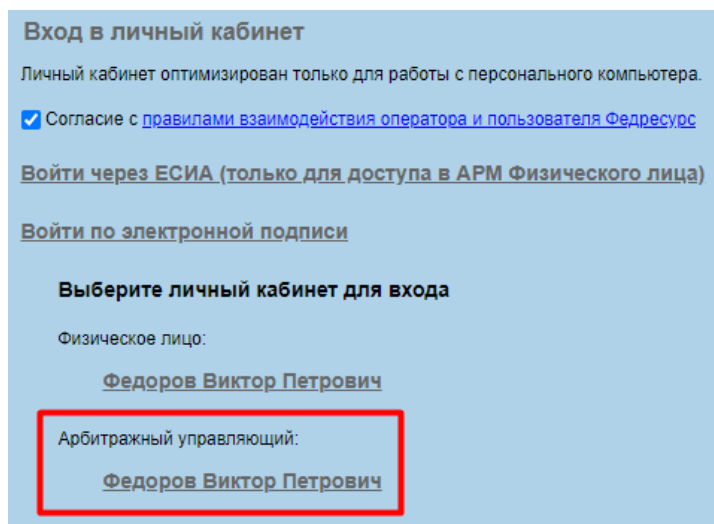 Вход в личный кабинет
Личный кабинет оптимизирован только для работы с персонального компьютера.
Согласие с правилами взаимодействия оператора и пользователя Федресурс
Войти через ЕСИА (только для доступа в АРМ Физического лица)
Войти по электронной подписи
Выберите личный кабинет для входа
Физическое лицо:
Федоров Виктор Петрович
Арбитражный управляющий:
Федоров Виктор Петрович